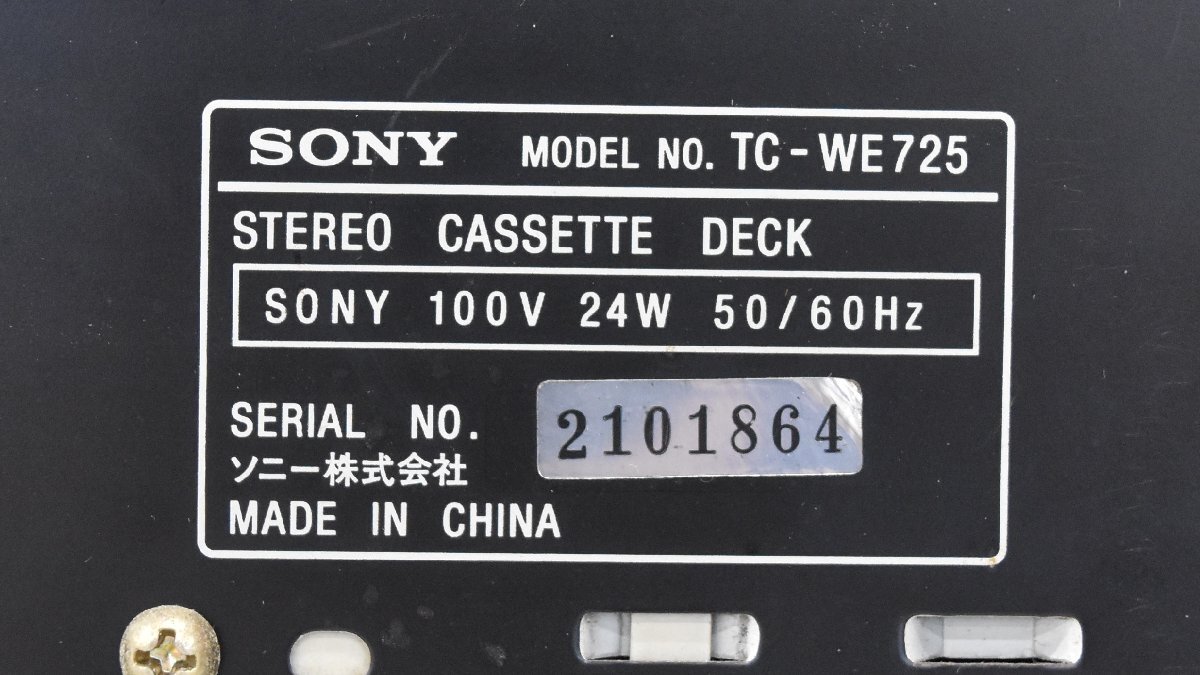 SONY MODEL NO. TC-WE725
STEREO CASSETTE DECK
SONY 100V 24W 50/60Hz
SERIAL NO. 2101864
ソニー株式会社
MADE IN CHINA